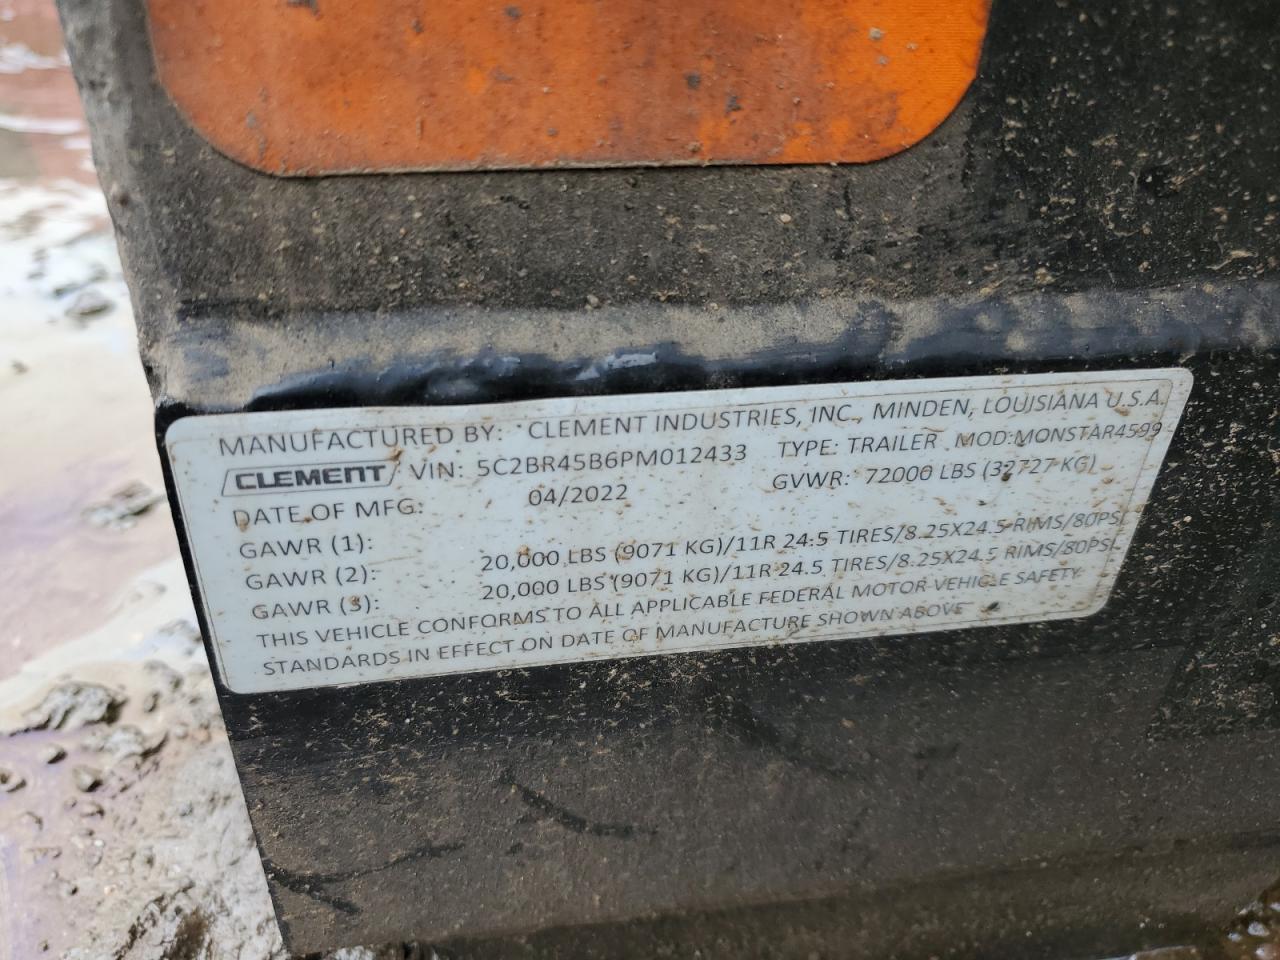 MANUFACTURED BY: CLEMENT INDUSTRIES, INC., MINDEN, LOUISIANA U.S.A.
CLEMENT VIN: 5C2BR45B6PM012433 TYPE: TRAILER MOD:MONSTAR4599
DATE OF MFG: 04/2022 GVWR: 72000 LBS (32727 KG)
GAWR (1):
GAWR (2): 20,000 LBS (9071 KG)/11R 24.5 TIRES/8.25X24.5 RIMS/80PSI
GAWR (3): 20,000 LBS (9071 KG)/11R 24.5 TIRES/8.25X24.5 RIMS/80PSI
THIS VEHICLE CONFORMS TO ALL APPLICABLE FEDERAL MOTOR VEHICLE SAFETY
STANDARDS IN EFFECT ON DATE OF MANUFACTURE SHOWN ABOVE